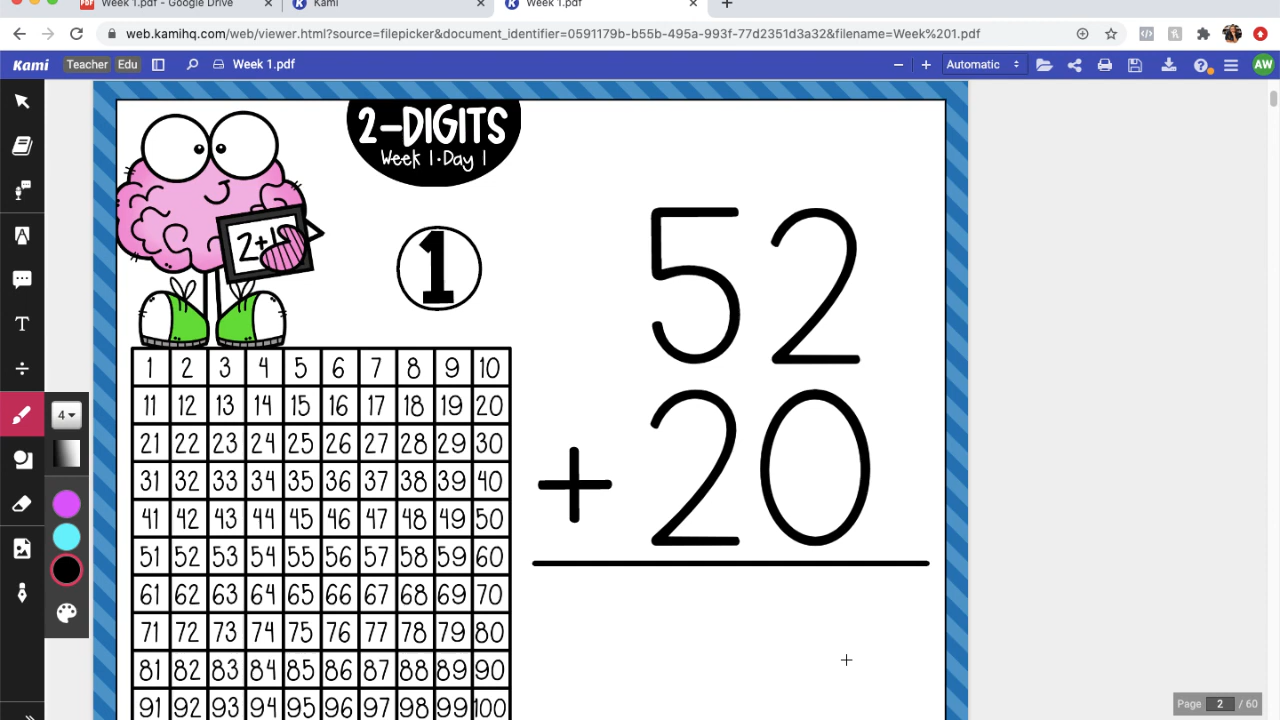 Week 1.pdf - Google Drive
Kami
Week 1.pdf
web.kamihq.com/web/viewer.html?source=filepicker&document_identifier=0591179b-b55b-495a-993f-77d2351d3a32&filename=Week%201.pdf
Kami Teacher Edu Week 1.pdf − + Automatic AW
2-DIGITS
Week 1·Day 1
1
52
+ 20
1 2 3 4 5 6 7 8 9 10
11 12 13 14 15 16 17 18 19 20
21 22 23 24 25 26 27 28 29 30
31 32 33 34 35 36 37 38 39 40
41 42 43 44 45 46 47 48 49 50
51 52 53 54 55 56 57 58 59 60
61 62 63 64 65 66 67 68 69 70
71 72 73 74 75 76 77 78 79 80
81 82 83 84 85 86 87 88 89 90
91 92 93 94 95 96 97 98 99 100
4
Page 2 / 60